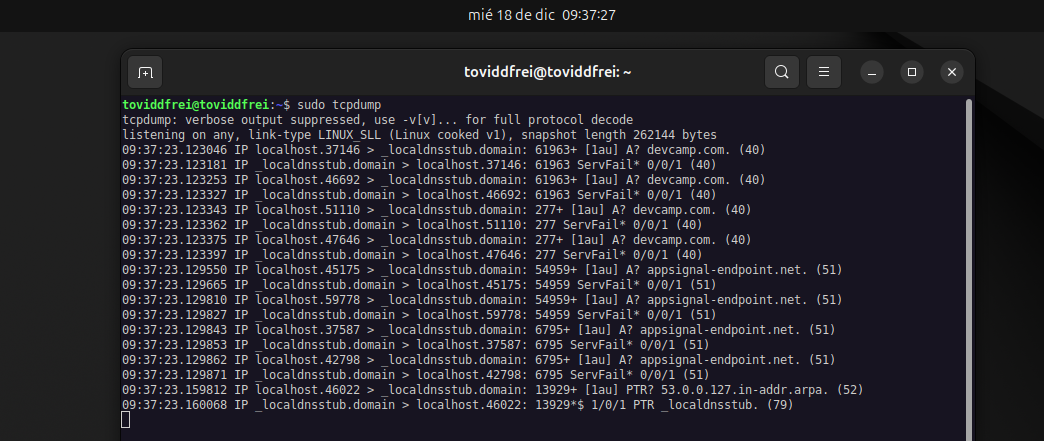 mié 18 de dic 09:37:27
toviddfrei@toviddfrei: ~
toviddfrei@toviddfrei:~$ sudo tcpdump
tcpdump: verbose output suppressed, use -v[v]... for full protocol decode
listening on any, link-type LINUX_SLL (Linux cooked v1), snapshot length 262144 bytes
09:37:23.123046 IP localhost.37146 > _localdnsstub.domain: 61963+ [1au] A? devcamp.com. (40)
09:37:23.123181 IP _localdnsstub.domain > localhost.37146: 61963 ServFail* 0/0/1 (40)
09:37:23.123253 IP localhost.46692 > _localdnsstub.domain: 61963+ [1au] A? devcamp.com. (40)
09:37:23.123327 IP _localdnsstub.domain > localhost.46692: 61963 ServFail* 0/0/1 (40)
09:37:23.123343 IP localhost.51110 > _localdnsstub.domain: 277+ [1au] A? devcamp.com. (40)
09:37:23.123362 IP _localdnsstub.domain > localhost.51110: 277 ServFail* 0/0/1 (40)
09:37:23.123375 IP localhost.47646 > _localdnsstub.domain: 277+ [1au] A? devcamp.com. (40)
09:37:23.123397 IP _localdnsstub.domain > localhost.47646: 277 ServFail* 0/0/1 (40)
09:37:23.129550 IP localhost.45175 > _localdnsstub.domain: 54959+ [1au] A? appsignal-endpoint.net. (51)
09:37:23.129665 IP _localdnsstub.domain > localhost.45175: 54959 ServFail* 0/0/1 (51)
09:37:23.129810 IP localhost.59778 > _localdnsstub.domain: 54959+ [1au] A? appsignal-endpoint.net. (51)
09:37:23.129827 IP _localdnsstub.domain > localhost.59778: 54959 ServFail* 0/0/1 (51)
09:37:23.129843 IP localhost.37587 > _localdnsstub.domain: 6795+ [1au] A? appsignal-endpoint.net. (51)
09:37:23.129853 IP _localdnsstub.domain > localhost.37587: 6795 ServFail* 0/0/1 (51)
09:37:23.129862 IP localhost.42798 > _localdnsstub.domain: 6795+ [1au] A? appsignal-endpoint.net. (51)
09:37:23.129871 IP _localdnsstub.domain > localhost.42798: 6795 ServFail* 0/0/1 (51)
09:37:23.159812 IP localhost.46022 > _localdnsstub.domain: 13929+ [1au] PTR? 53.0.0.127.in-addr.arpa. (52)
09:37:23.160068 IP _localdnsstub.domain > localhost.46022: 13929*$ 1/0/1 PTR _localdnsstub. (79)